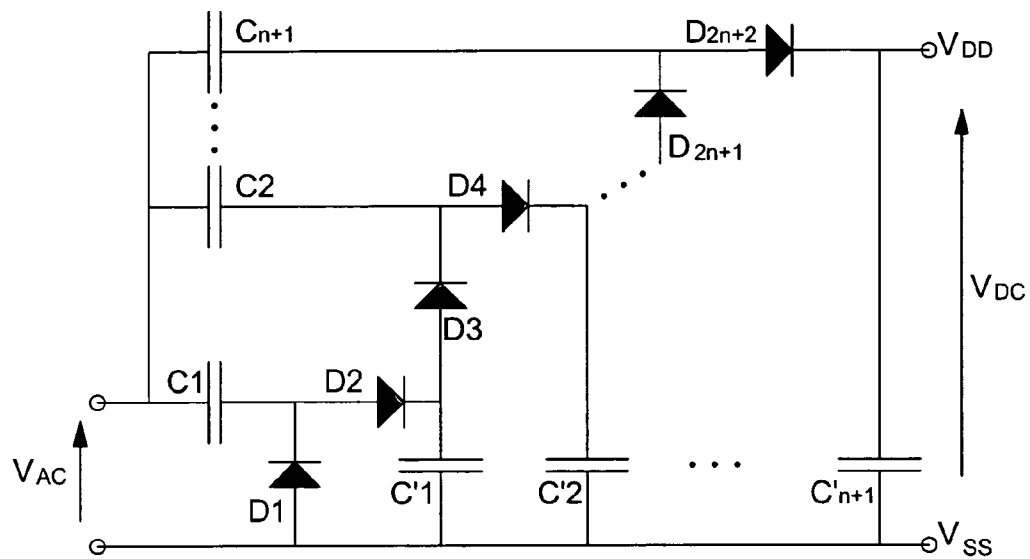 Cn+1
D2n+2
VDD
D2n+1
C2
D4
VDC
D3
C1
D2
VAC
D1
C'1
C'2
C'n+1
VSS